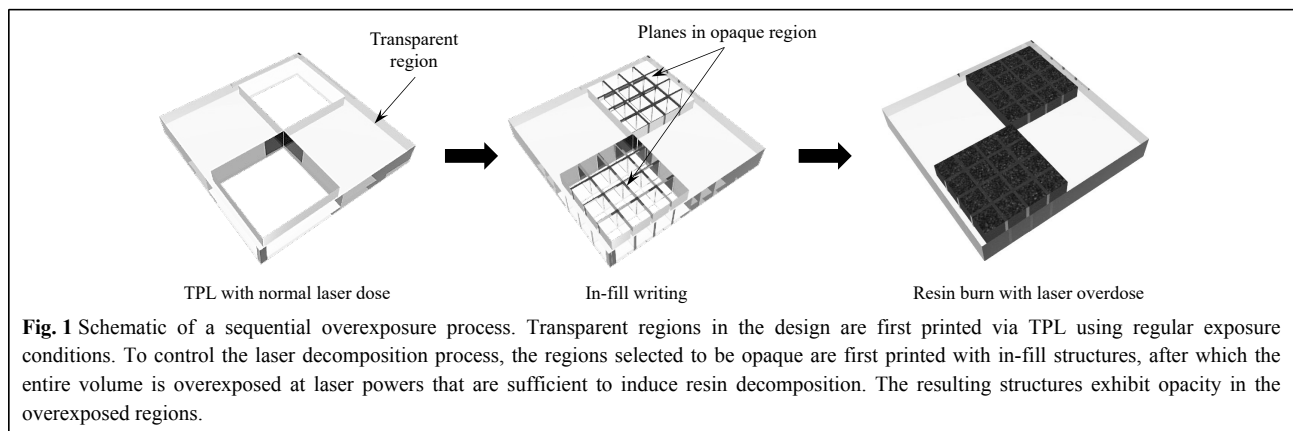 Transparent
region
Planes in opaque region
TPL with normal laser dose
In-fill writing
Resin burn with laser overdose
Fig. 1 Schematic of a sequential overexposure process. Transparent regions in the design are first printed via TPL using regular exposure
conditions. To control the laser decomposition process, the regions selected to be opaque are first printed with in-fill structures, after which the
entire volume is overexposed at laser powers that are sufficient to induce resin decomposition. The resulting structures exhibit opacity in the
overexposed regions.